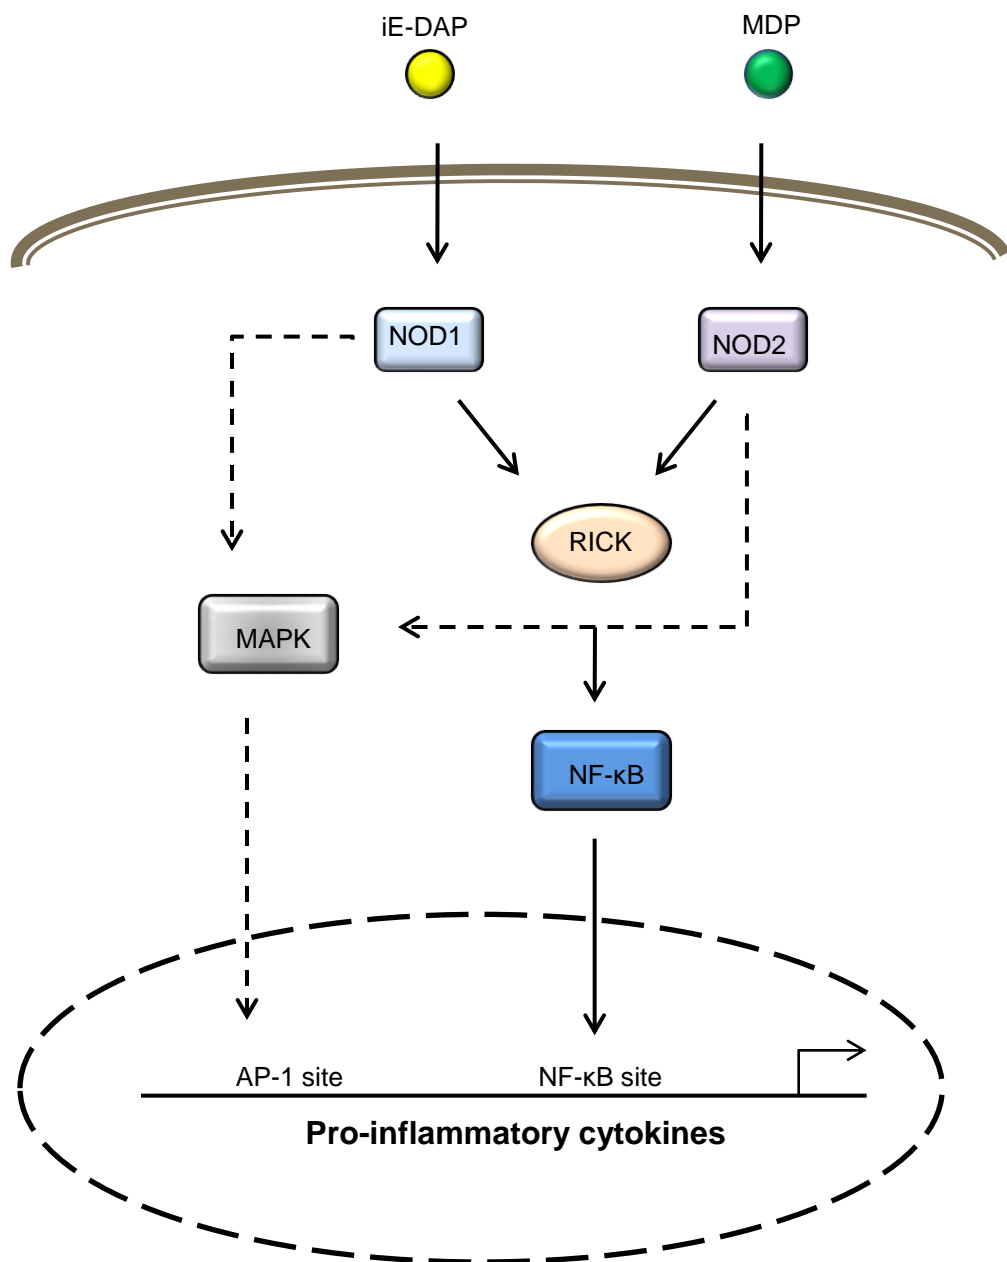 iE-DAP
MDP
NOD1
NOD2
RICK
MAPK
NF-κB
AP-1 site
NF-κB site
Pro-inflammatory cytokines